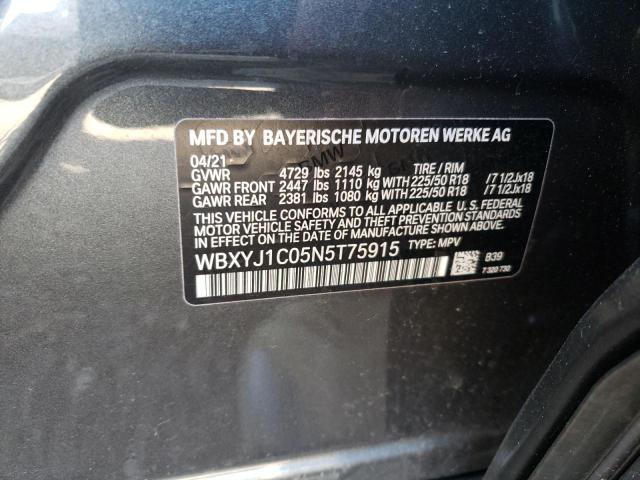 MFD BY BAYERISCHE MOTOREN WERKE AG
04/21
GVWR 4729 lbs 2145 kg TIRE / RIM
GAWR FRONT 2447 lbs 1110 kg WITH 225/50 R18 /7 1/2Jx18
GAWR REAR 2381 lbs 1080 kg WITH 225/50 R18 /7 1/2Jx18
THIS VEHICLE CONFORMS TO ALL APPLICABLE U. S. FEDERAL
MOTOR VEHICLE SAFETY, BUMPER, AND THEFT PREVENTION
STANDARDS IN EFFECT ON THE DATE OF MANUFACTURE SHOWN ABOVE.
WBXYJ1C05N5T75915 TYPE: MPV
B39
7 320 730